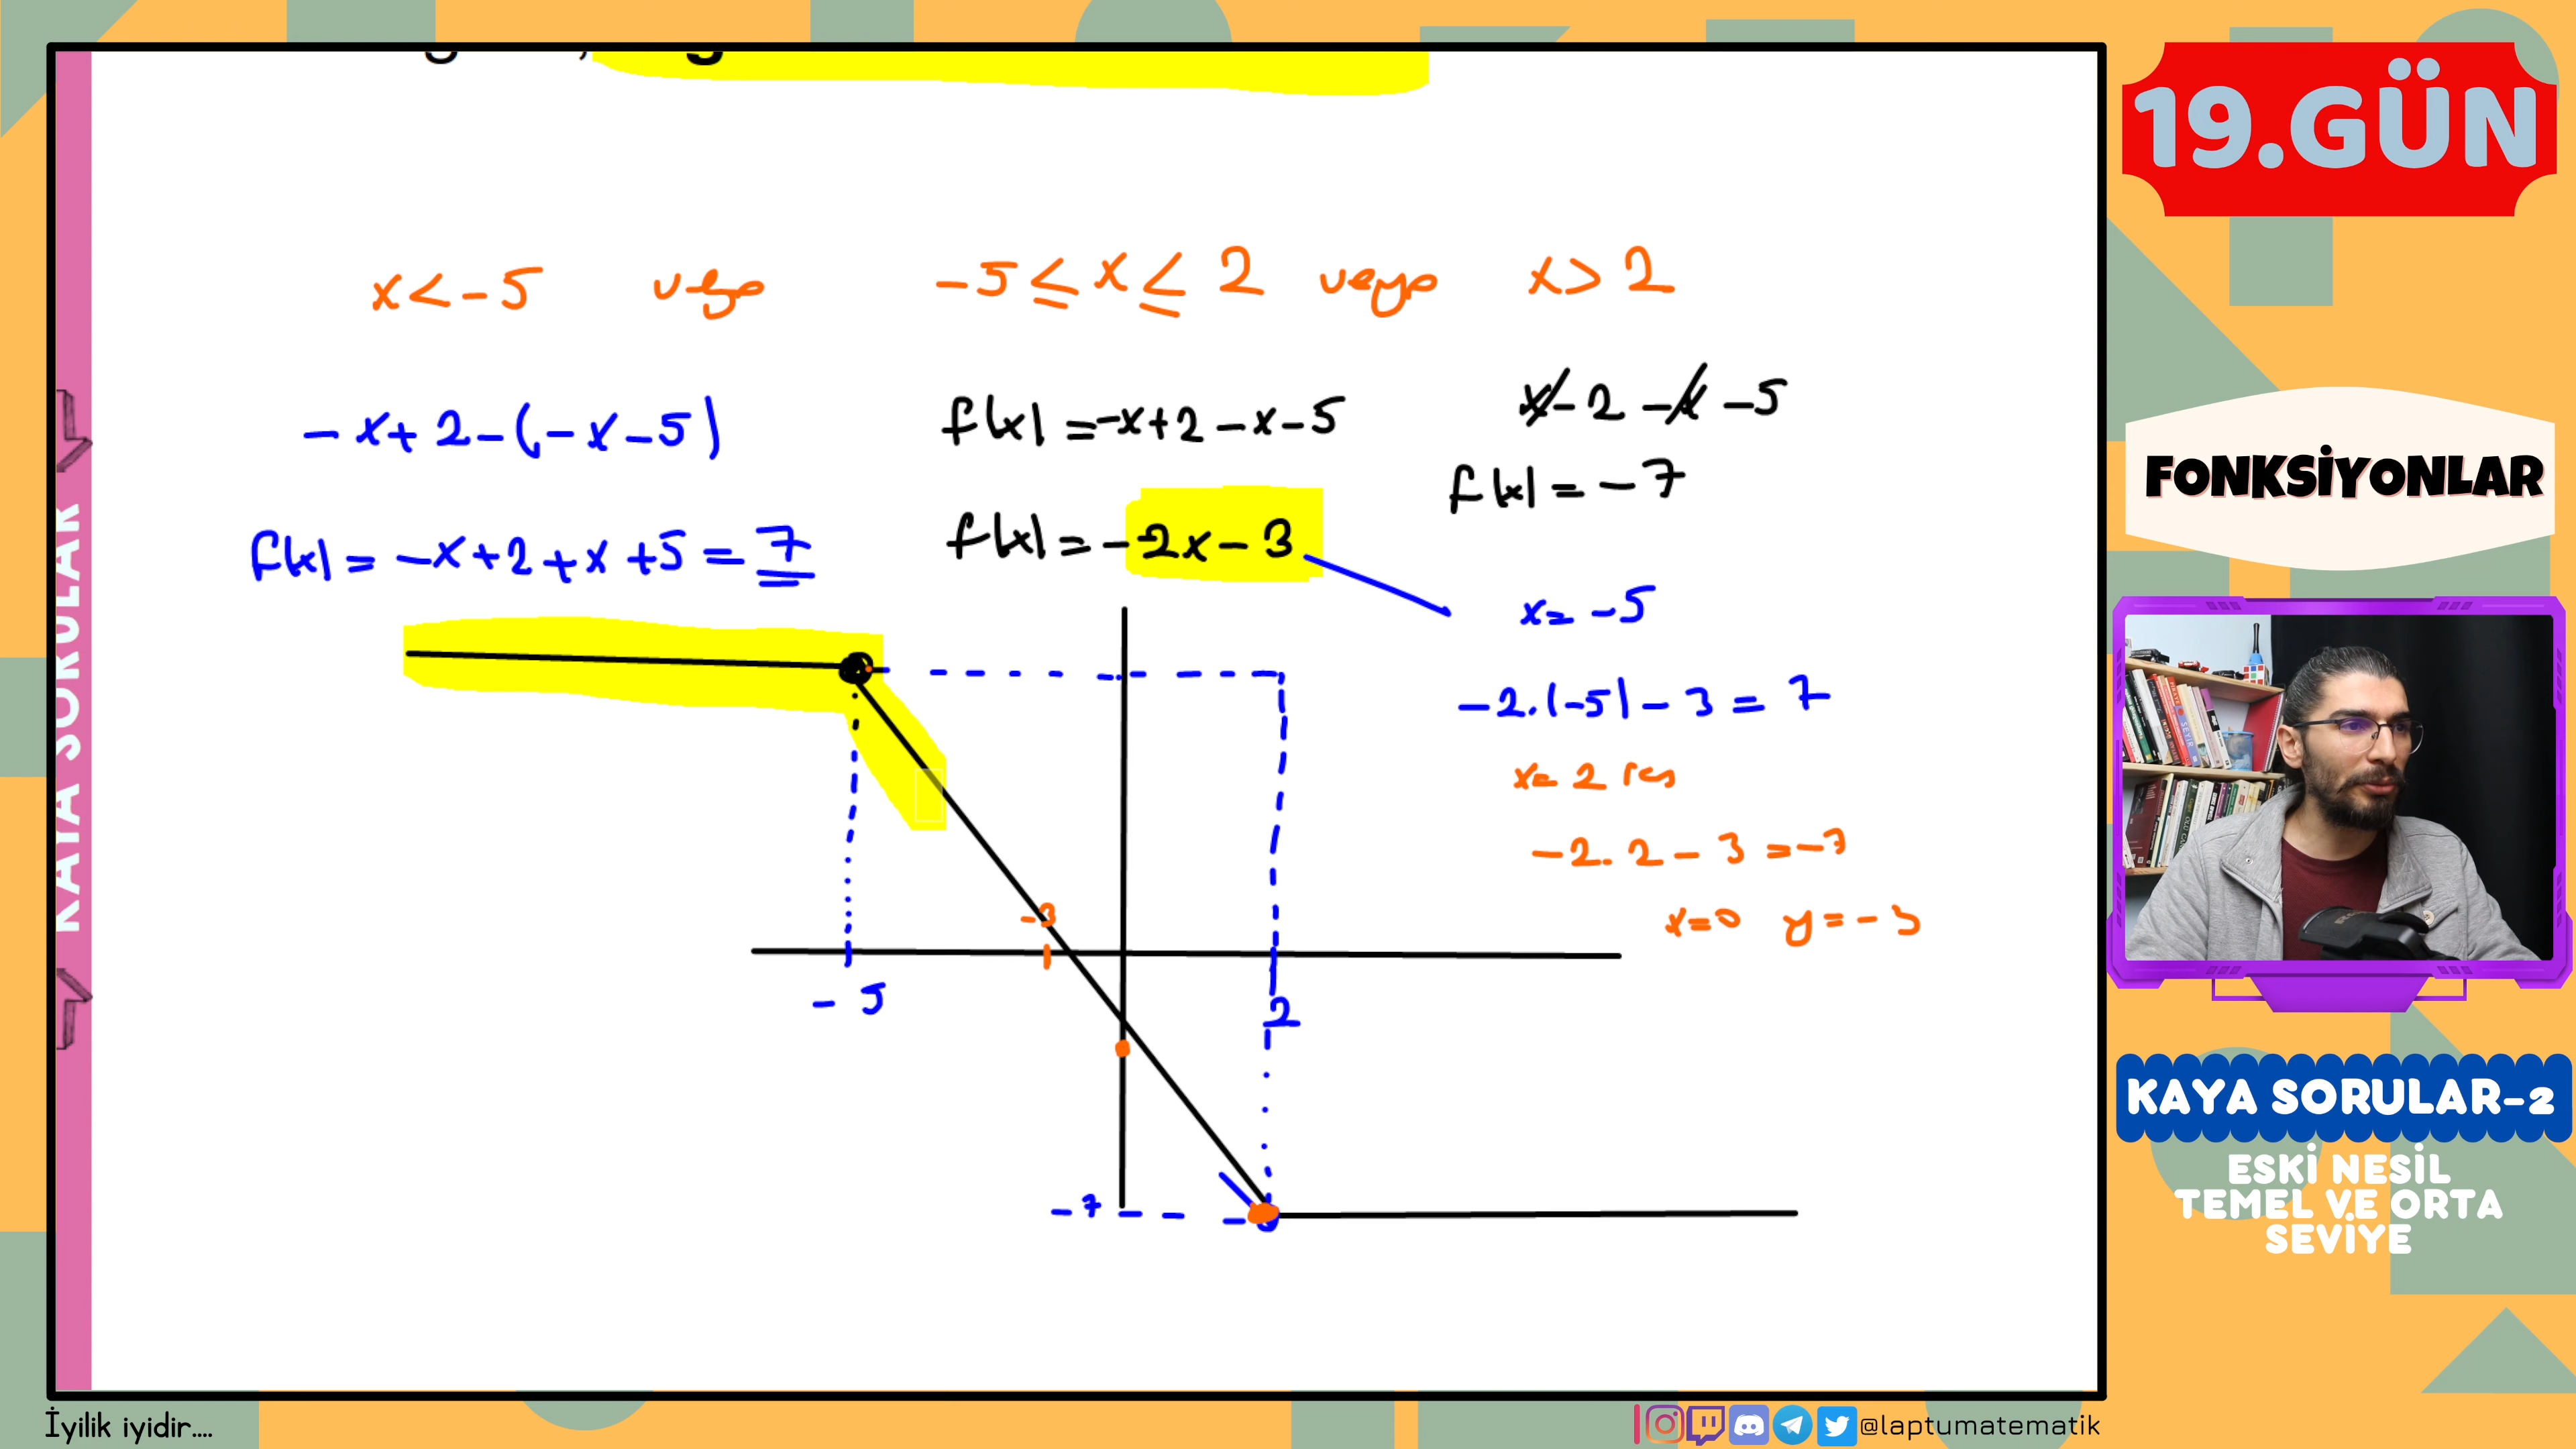 19.GÜN
x < -5 veya -5 ≤ x ≤ 2 veya x > 2
-x+2-(-x-5)
f(x) = -x+2-x-5
x-2-x-5
f(x) = -7
f(x) = -x+2+x+5 = 7
f(x) = -2x-3
x = -5
-2.(-5)-3 = 7
x = 2
-2.2-3 = -7
x=0 y=-3
-3
-5
2
-7
KAYA SORULAR
FONKSİYONLAR
KAYA SORULAR-2
ESKİ NESİL
TEMEL VE ORTA
SEVİYE
İyilik iyidir....
@laptumatematik